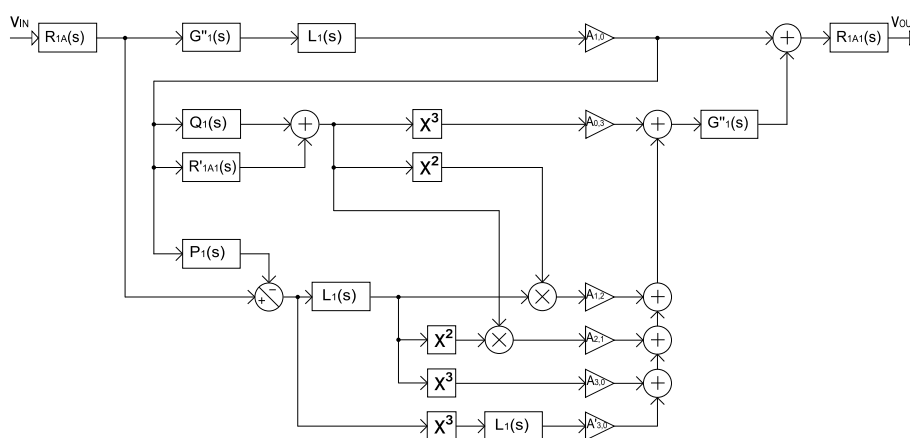 VIN
R1A(s)
G"1(s)
L1(s)
A1,0
+
R1A1(s)
VOU
Q1(s)
+
X3
A0,3
+
G"1(s)
R'1A1(s)
X2
P1(s)
−
+
L1(s)
×
A1,2
+
X2
×
A2,1
+
X3
A3,0
+
X3
L1(s)
A'3,0